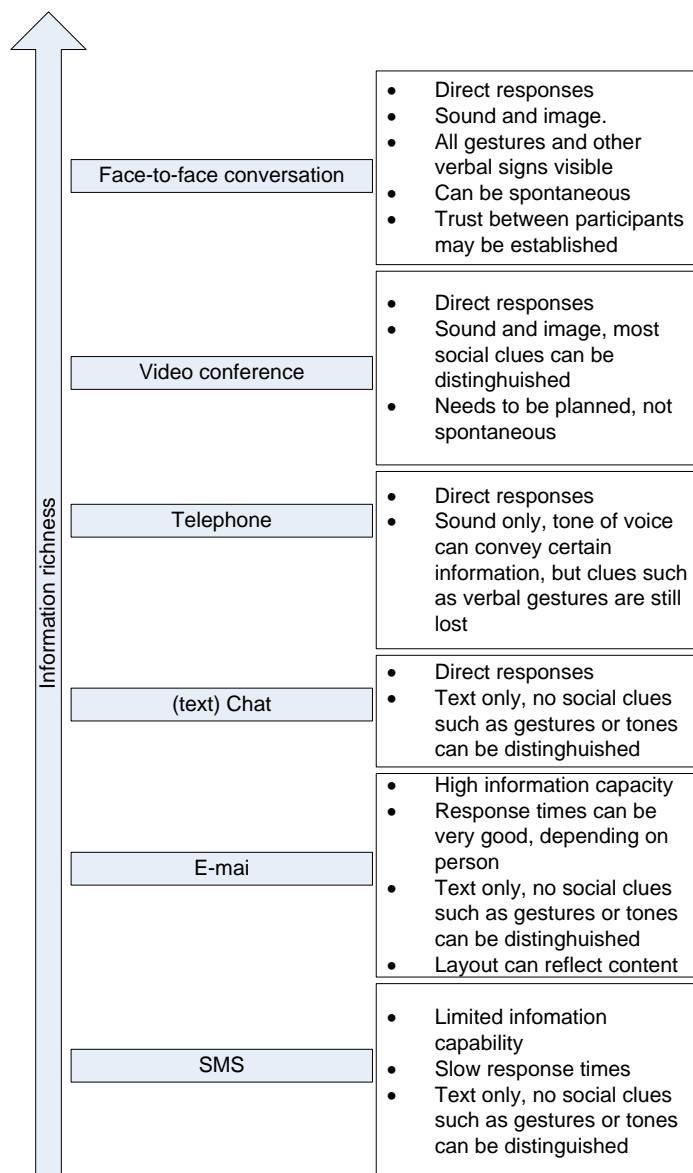 Information richness
Face-to-face conversation
• Direct responses
• Sound and image.
• All gestures and other
verbal signs visible
• Can be spontaneous
• Trust between participants
may be established
Video conference
• Direct responses
• Sound and image, most
social clues can be
distinghuished
• Needs to be planned, not
spontaneous
Telephone
• Direct responses
• Sound only, tone of voice
can convey certain
information, but clues such
as verbal gestures are still
lost
(text) Chat
• Direct responses
• Text only, no social clues
such as gestures or tones
can be distinghuished
E-mai
• High information capacity
• Response times can be
very good, depending on
person
• Text only, no social clues
such as gestures or tones
can be distinghuished
• Layout can reflect content
SMS
• Limited infomation
capability
• Slow response times
• Text only, no social clues
such as gestures or tones
can be distinguished